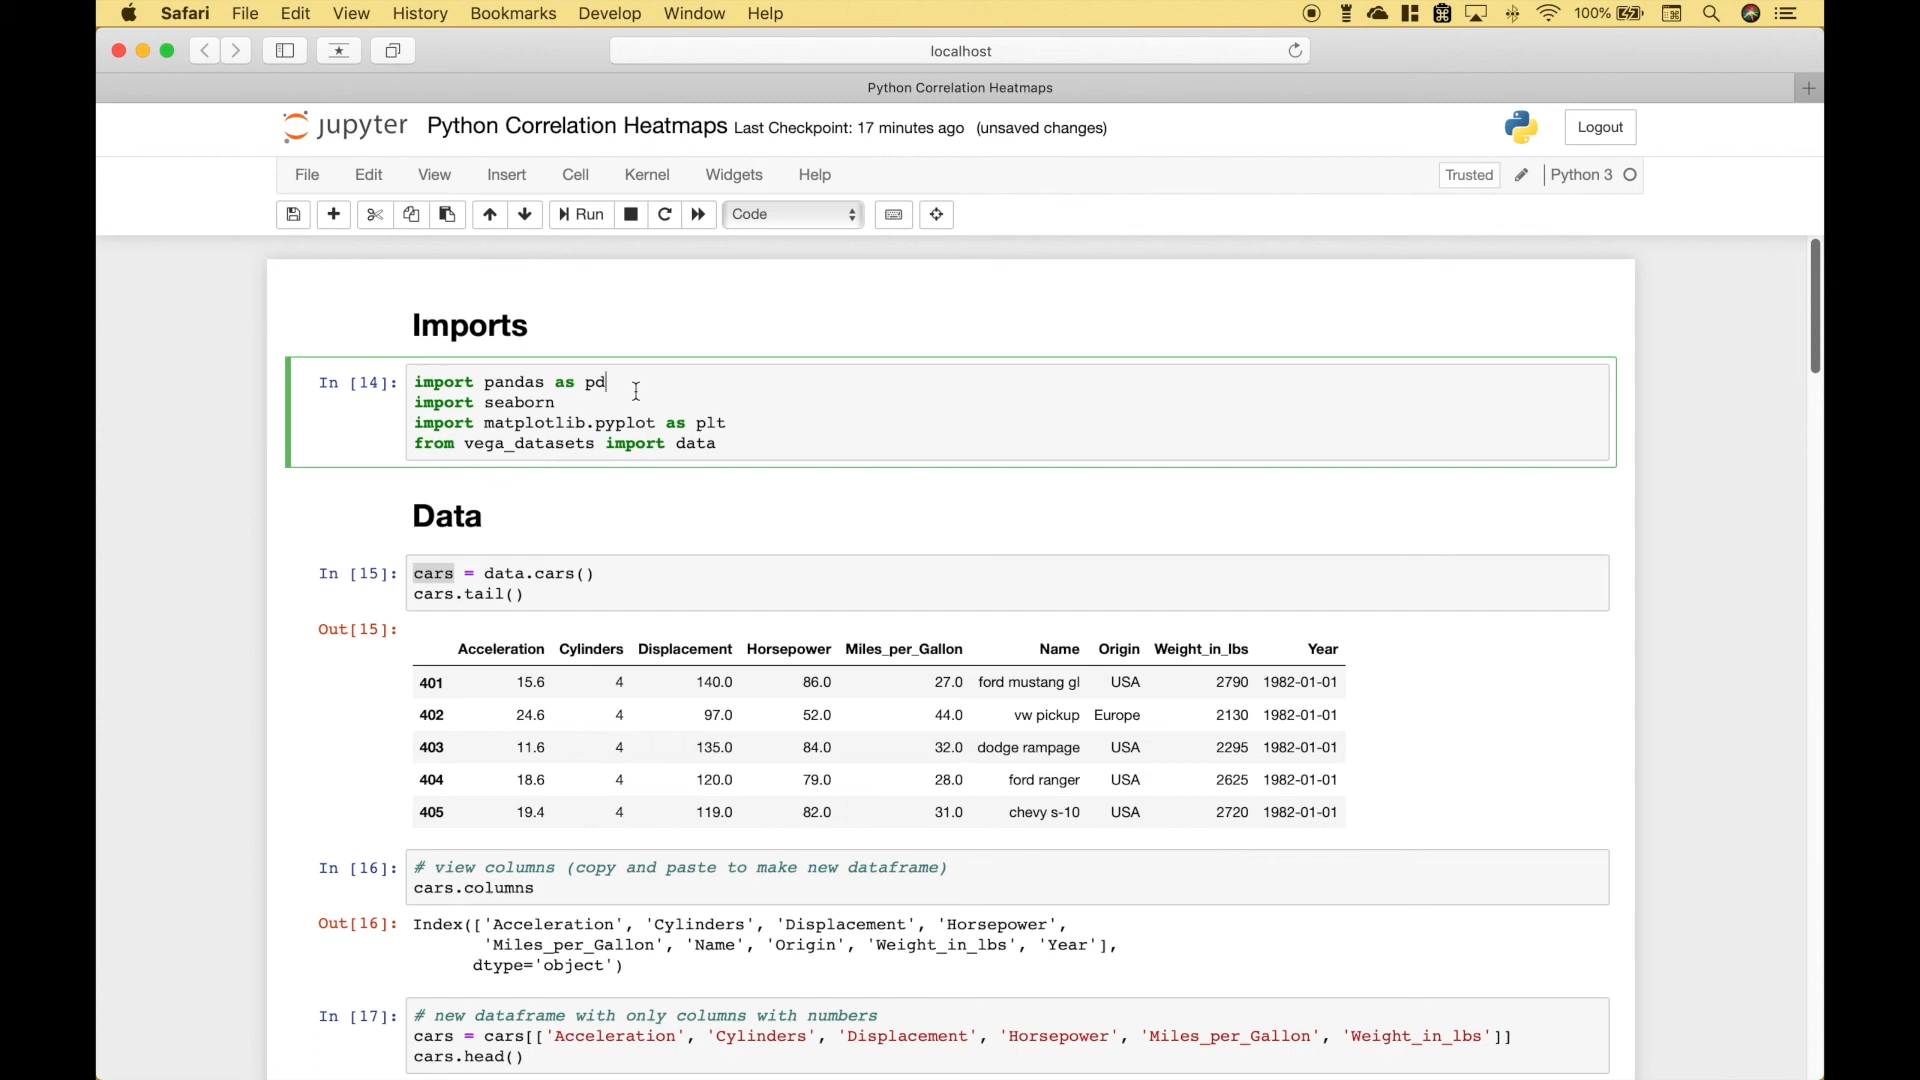 Safari File Edit View History Bookmarks Develop Window Help 100%
localhost
Python Correlation Heatmaps
jupyter Python Correlation Heatmaps Last Checkpoint: 17 minutes ago (unsaved changes) Logout
File Edit View Insert Cell Kernel Widgets Help Trusted Python 3
Run Code
Imports
In [14]: import pandas as pd
import seaborn
import matplotlib.pyplot as plt
from vega_datasets import data
Data
In [15]: cars = data.cars()
cars.tail()
Out[15]:
Acceleration Cylinders Displacement Horsepower Miles_per_Gallon Name Origin Weight_in_lbs Year
401 15.6 4 140.0 86.0 27.0 ford mustang gl USA 2790 1982-01-01
402 24.6 4 97.0 52.0 44.0 vw pickup Europe 2130 1982-01-01
403 11.6 4 135.0 84.0 32.0 dodge rampage USA 2295 1982-01-01
404 18.6 4 120.0 79.0 28.0 ford ranger USA 2625 1982-01-01
405 19.4 4 119.0 82.0 31.0 chevy s-10 USA 2720 1982-01-01
In [16]: # view columns (copy and paste to make new dataframe)
cars.columns
Out[16]: Index(['Acceleration', 'Cylinders', 'Displacement', 'Horsepower',
'Miles_per_Gallon', 'Name', 'Origin', 'Weight_in_lbs', 'Year'],
dtype='object')
In [17]: # new dataframe with only columns with numbers
cars = cars[['Acceleration', 'Cylinders', 'Displacement', 'Horsepower', 'Miles_per_Gallon', 'Weight_in_lbs']]
cars.head()